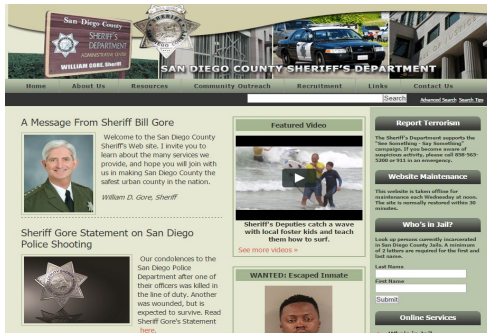 San Diego County
SHERIFF'S
DEPARTMENT
ADMINISTRATIVE CENTER
WILLIAM GORE, Sheriff
SAN DIEGO COUNTY SHERIFF'S DEPARTMENT
Home About Us Resources Community Outreach Recruitment Links Contact Us
Search Advanced Search Search Tips
A Message From Sheriff Bill Gore
Welcome to the San Diego County
Sheriff's Web site. I invite you to
learn about the many services we
provide, and hope you will join with
us in making San Diego County the
safest urban county in the nation.
William D. Gore, Sheriff
Sheriff Gore Statement on San Diego
Police Shooting
Our condolences to the
San Diego Police
Department after one of
their officers was killed in
the line of duty. Another
was wounded, but is
expected to survive. Read
Sheriff Gore's Statement
here.
Featured Video
Sheriff's Deputies catch a wave
with local foster kids and teach
them how to surf.
See more videos »
WANTED: Escaped Inmate
Report Terrorism
The Sheriff's Department supports the
"See Something - Say Something"
campaign. If you become aware of
suspicious activity, please call 858-565-
5200 or 911 in an emergency.
Website Maintenance
This website is taken offline for
maintenance each Wednesday at noon.
The site is normally restored within 30
minutes.
Who's in Jail?
Look up persons currently incarcerated
in San Diego County Jails. A minimum
of 2 letters are required for the first and
last name.
Last Name
First Name
Submit
Online Services